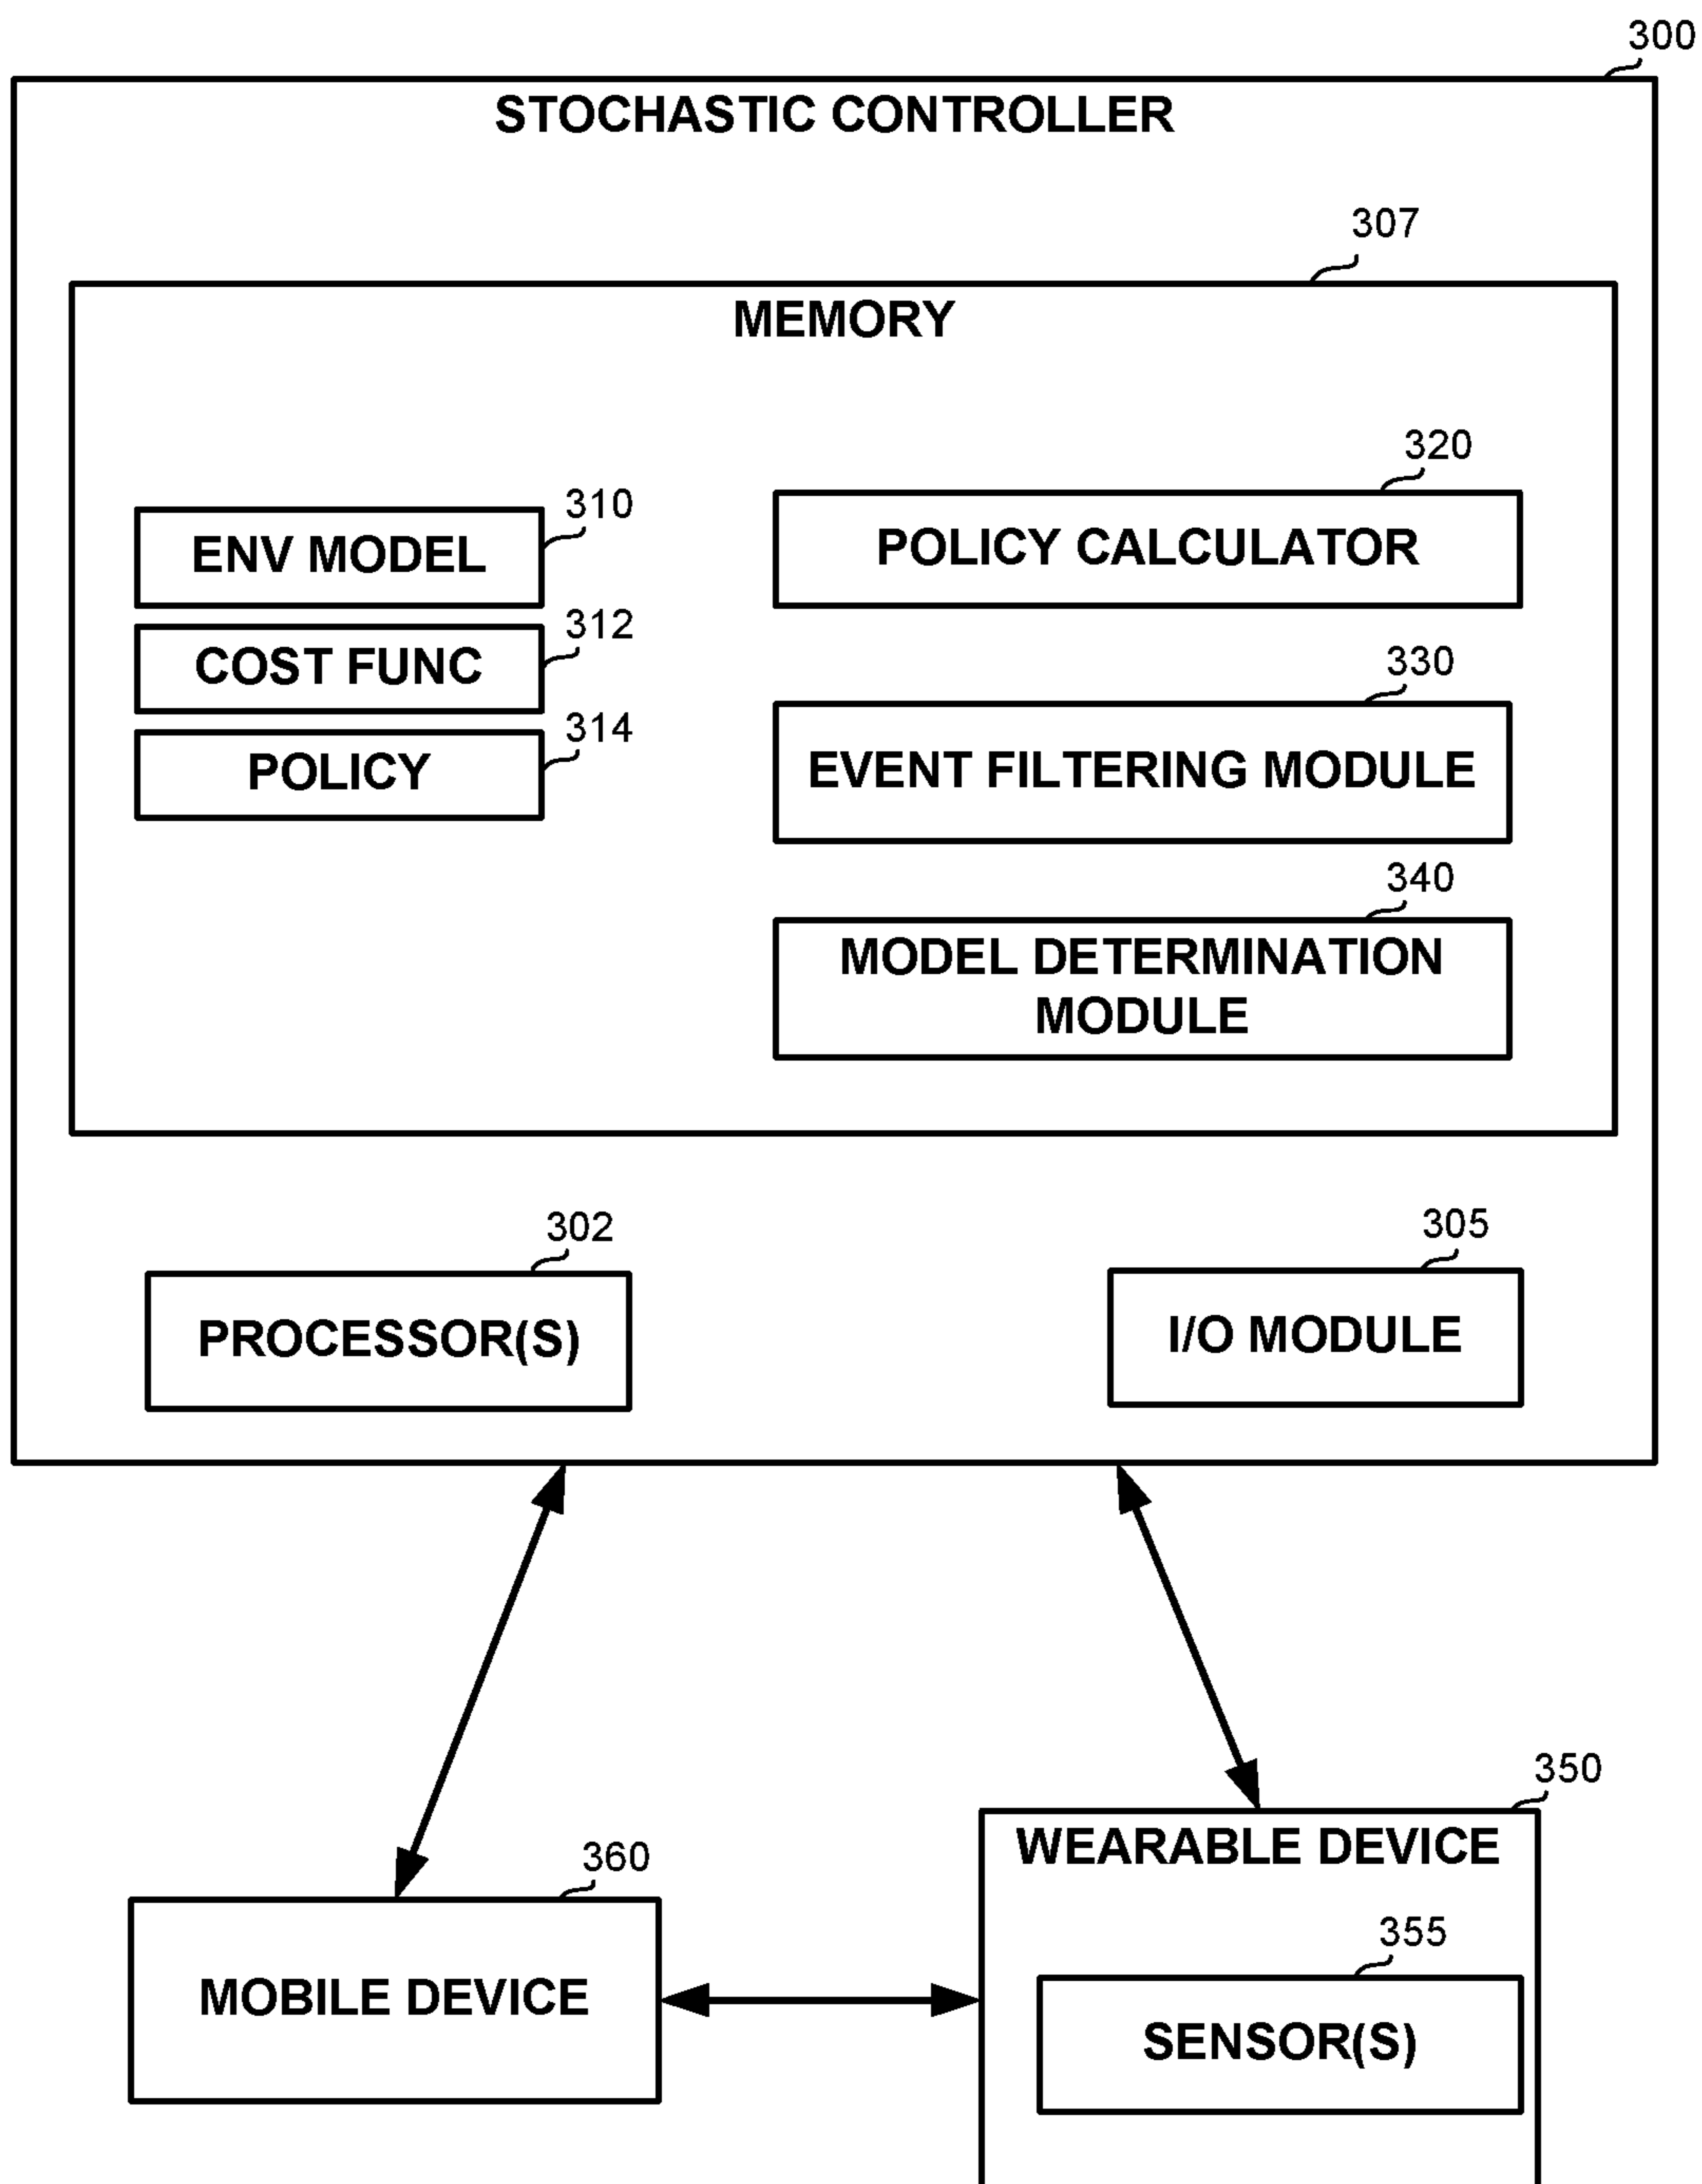 300
STOCHASTIC CONTROLLER
307
MEMORY
310
ENV MODEL
312
COST FUNC
314
POLICY
320
POLICY CALCULATOR
330
EVENT FILTERING MODULE
340
MODEL DETERMINATION
MODULE
302
PROCESSOR(S)
305
I/O MODULE
360
MOBILE DEVICE
350
WEARABLE DEVICE
355
SENSOR(S)